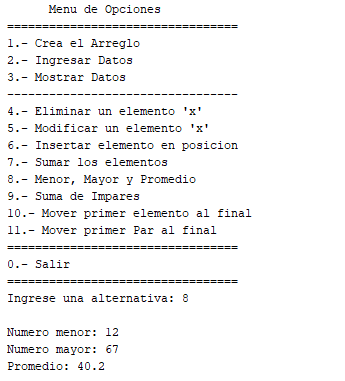 Menu de Opciones
=================================
1.- Crea el Arreglo
2.- Ingresar Datos
3.- Mostrar Datos
---------------------------------
4.- Eliminar un elemento 'x'
5.- Modificar un elemento 'x'
6.- Insertar elemento en posicion
7.- Sumar los elementos
8.- Menor, Mayor y Promedio
9.- Suma de Impares
10.- Mover primer elemento al final
11.- Mover primer Par al final
=================================
0.- Salir
=================================
Ingrese una alternativa: 8
Numero menor: 12
Numero mayor: 67
Promedio: 40.2